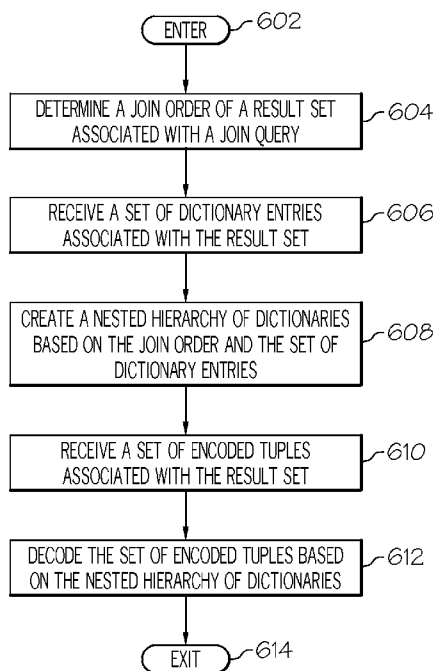 ENTER 602
DETERMINE A JOIN ORDER OF A RESULT SET
ASSOCIATED WITH A JOIN QUERY
604
RECEIVE A SET OF DICTIONARY ENTRIES
ASSOCIATED WITH THE RESULT SET
606
CREATE A NESTED HIERARCHY OF DICTIONARIES
BASED ON THE JOIN ORDER AND THE SET OF
DICTIONARY ENTRIES
608
RECEIVE A SET OF ENCODED TUPLES
ASSOCIATED WITH THE RESULT SET
610
DECODE THE SET OF ENCODED TUPLES BASED
ON THE NESTED HIERARCHY OF DICTIONARIES
612
EXIT 614